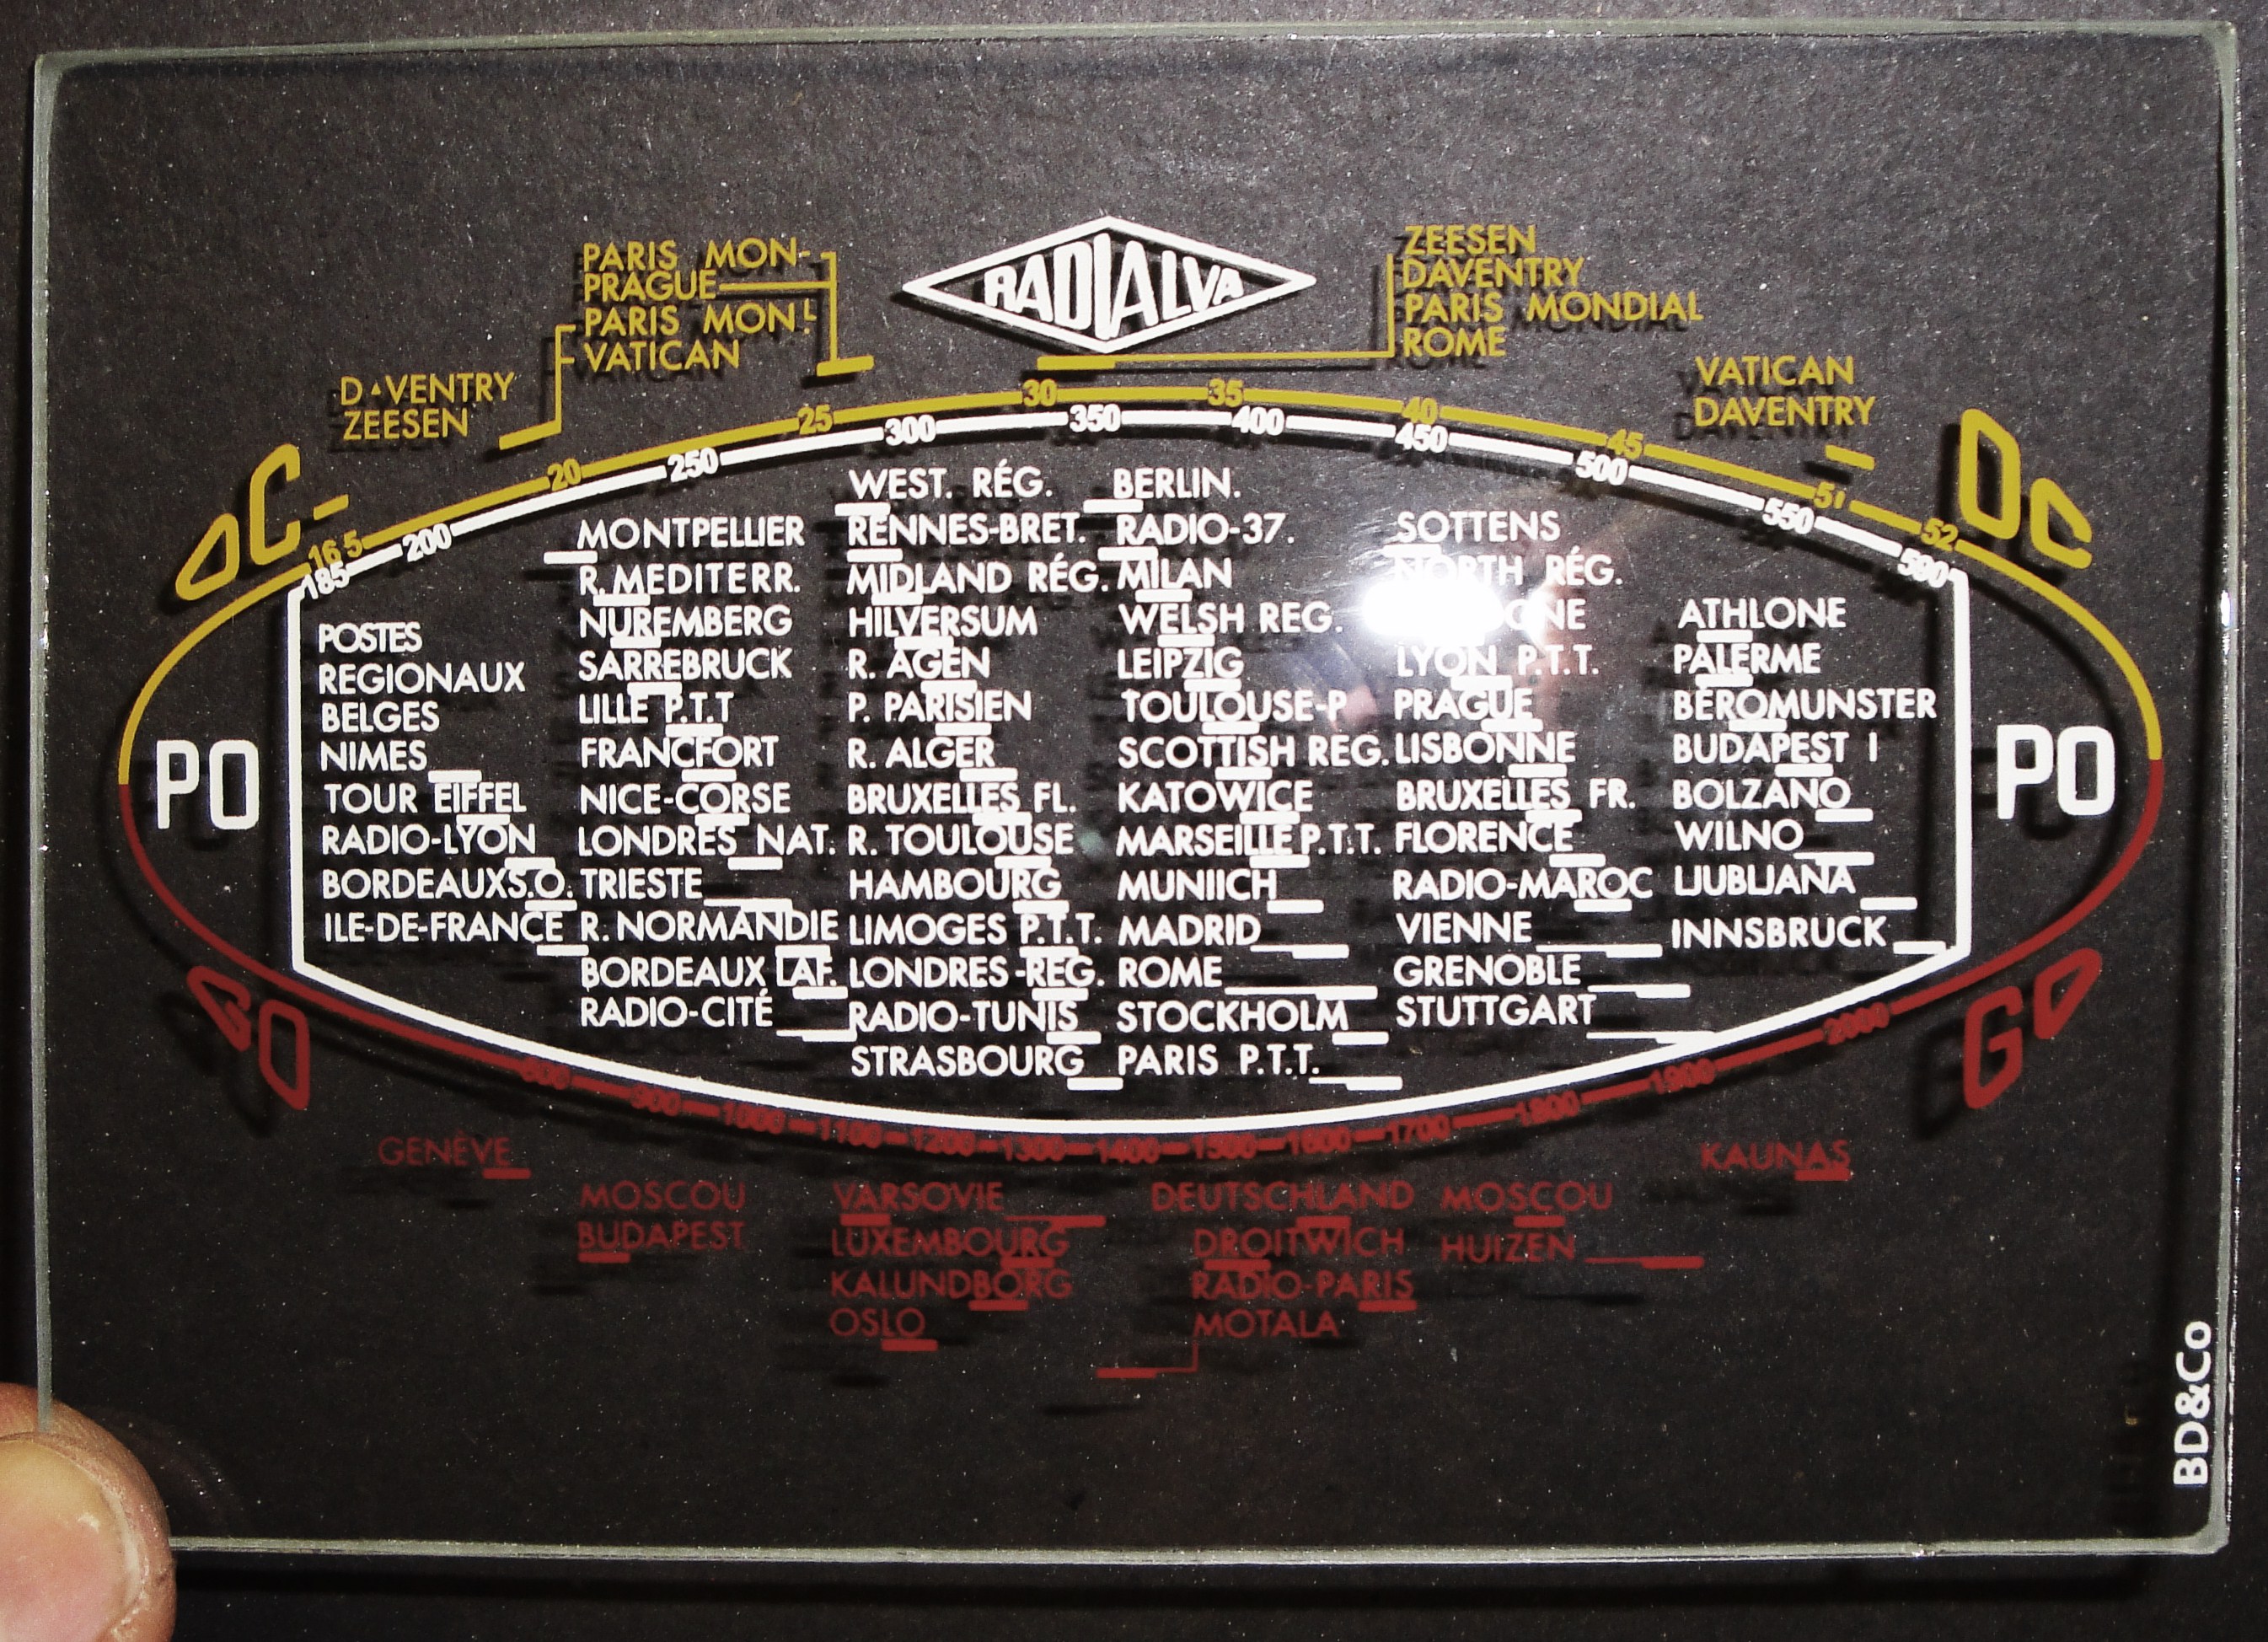 RADIALVA
PARIS MON-
PRAGUE
PARIS MON.L
VATICAN
DAVENTRY
ZEESEN
ZEESEN
DAVENTRY
PARIS MONDIAL
ROME
VATICAN
DAVENTRY
OC
OC
16.5 20 25 30 35 40 45 51 52
185 200 250 300 350 400 450 500 550 590
PO
PO
POSTES
REGIONAUX
BELGES
NIMES
TOUR EIFFEL
RADIO-LYON
BORDEAUX S.O.
ILE-DE-FRANCE
MONTPELLIER
R. MEDITERR.
NUREMBERG
SARREBRUCK
LILLE P.T.T
FRANCFORT
NICE-CORSE
LONDRES NAT.
TRIESTE
R. NORMANDIE
BORDEAUX LAF.
RADIO-CITÉ
WEST. RÉG.
RENNES-BRET.
MIDLAND RÉG.
HILVERSUM
R. AGEN
P. PARISIEN
R. ALGER
BRUXELLES FL.
R. TOULOUSE
HAMBOURG
LIMOGES P.T.T.
LONDRES-REG.
RADIO-TUNIS
STRASBOURG
BERLIN.
RADIO-37.
MILAN
WELSH REG.
LEIPZIG
TOULOUSE-P
SCOTTISH REG.
KATOWICE
MARSEILLE P.T.T.
MUNIICH
MADRID
ROME
STOCKHOLM
PARIS P.T.T.
SOTTENS
NORTH RÉG.
LYON P.T.T.
PRAGUE
LISBONNE
BRUXELLES FR.
FLORENCE
RADIO-MAROC
VIENNE
GRENOBLE
STUTTGART
ATHLONE
PALERME
BÉROMUNSTER
BUDAPEST I
BOLZANO
WILNO
LJUBLJANA
INNSBRUCK
GO
GO
800 900 1000 1100 1200 1300 1400 1500 1600 1700 1800 1900 2000
GENÈVE
MOSCOU
BUDAPEST
VARSOVIE
LUXEMBOURG
KALUNDBORG
OSLO
DEUTSCHLAND
DROITWICH
RADIO-PARIS
MOTALA
MOSCOU
HUIZEN
KAUNAS
BD&Co